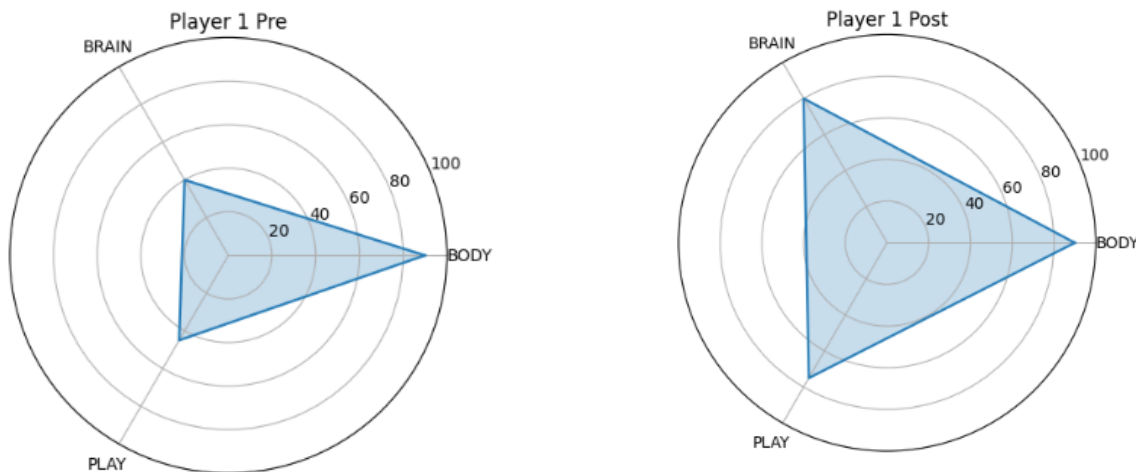 Player 1 Pre
BRAIN
100
80
60
40
20
BODY
PLAY
Player 1 Post
BRAIN
100
80
60
40
20
BODY
PLAY